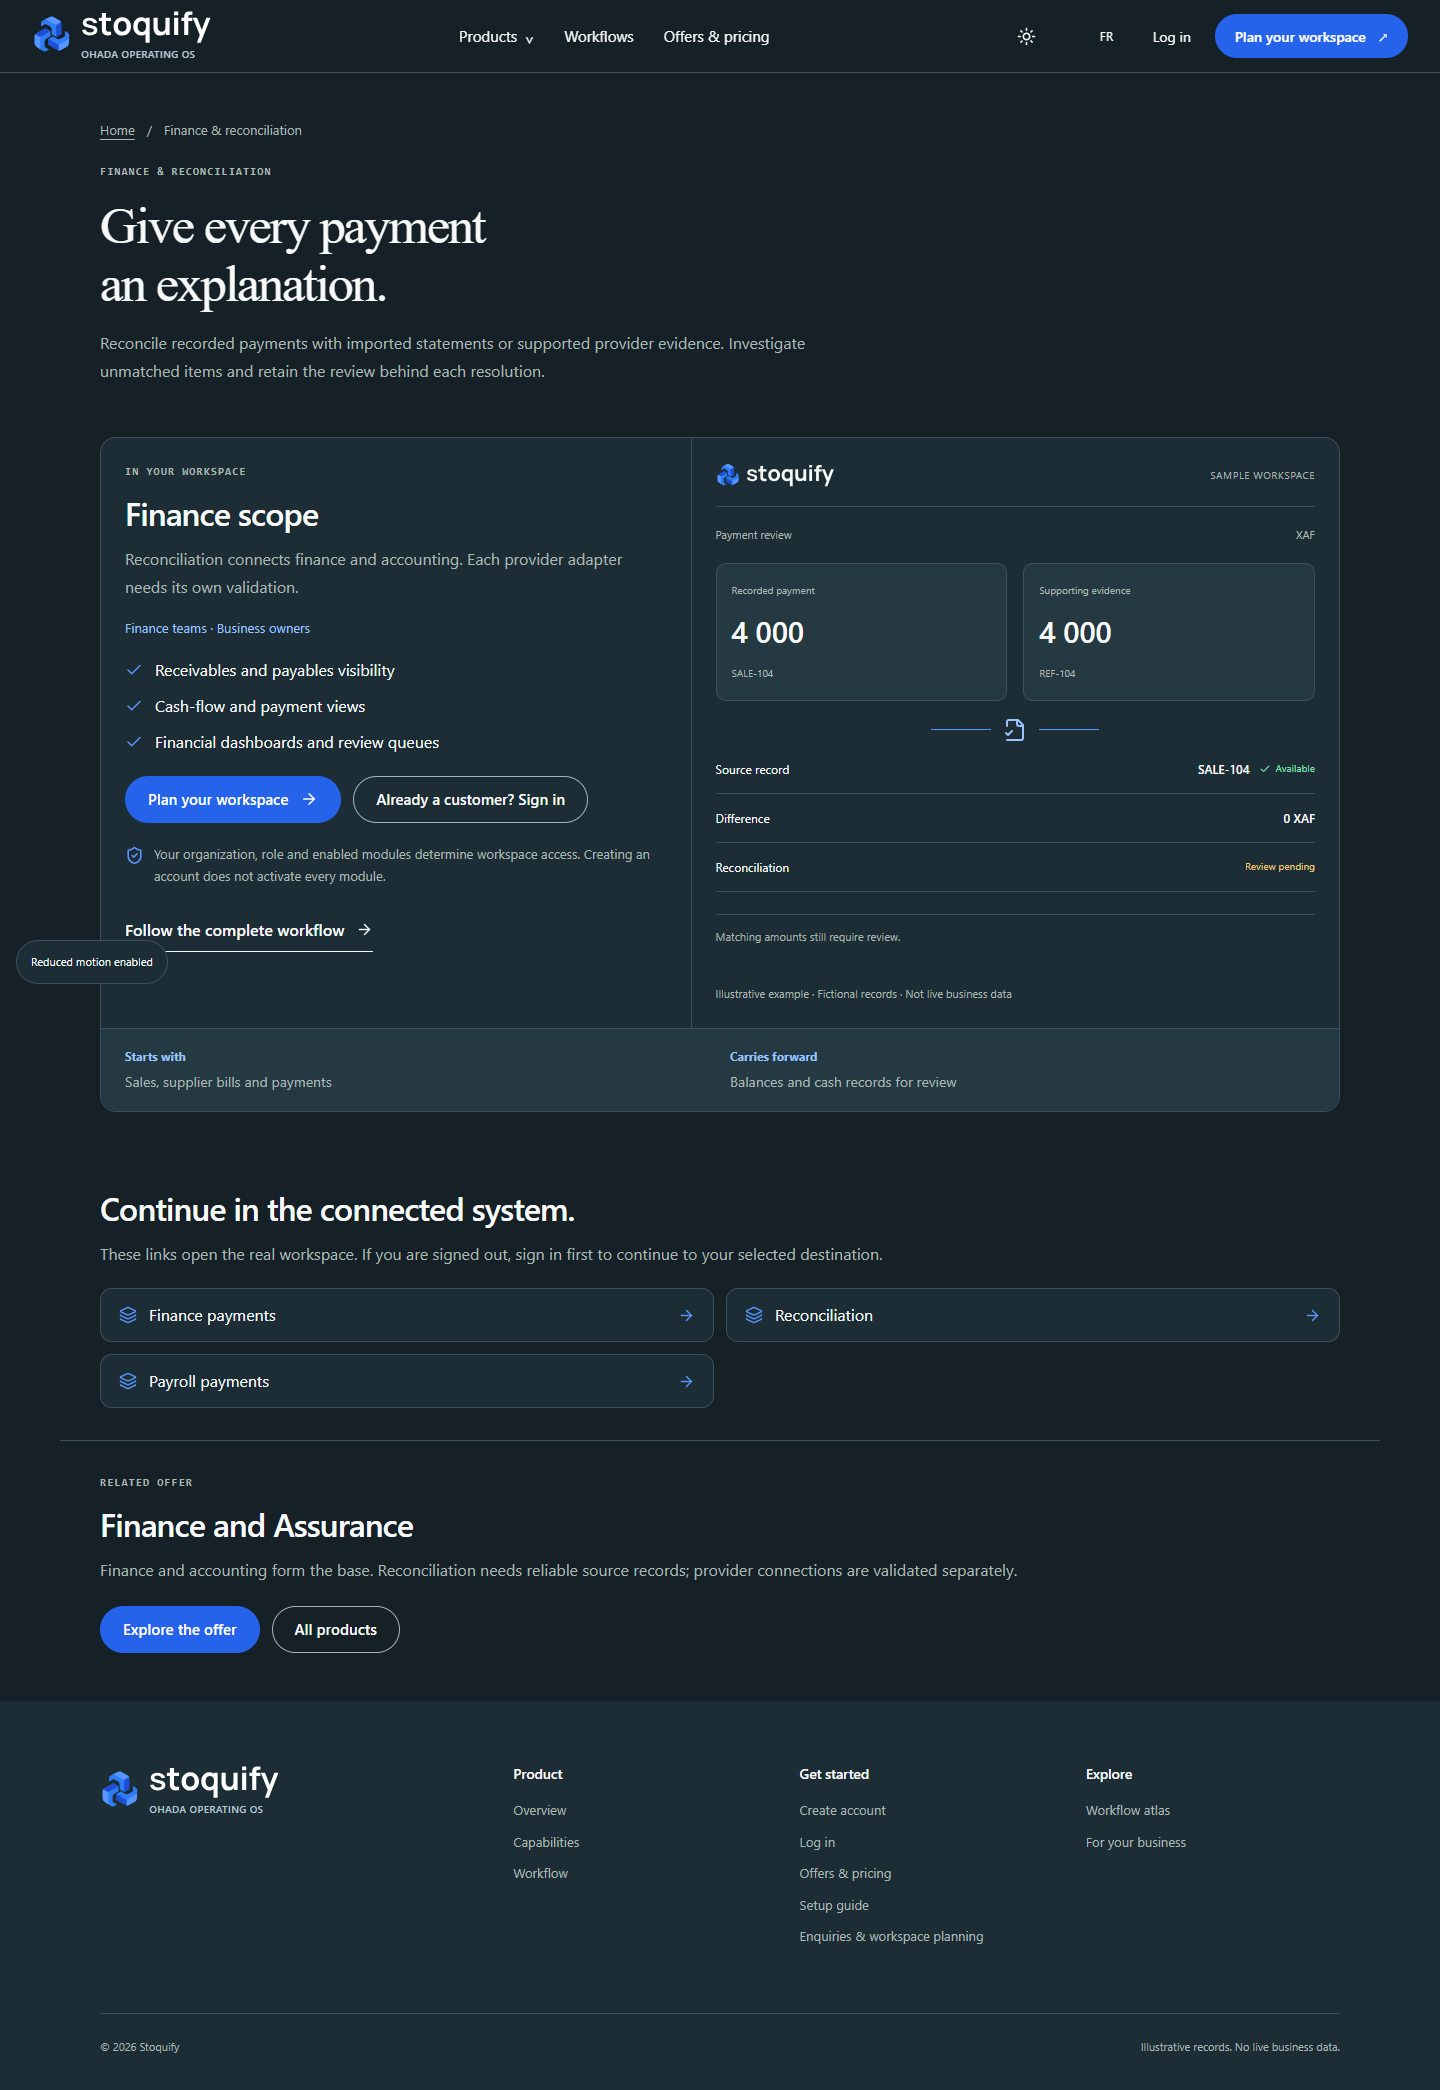 stoquify
OHADA OPERATING OS
Products
Workflows
Offers & pricing
FR
Log in
Plan your workspace
Home / Finance & reconciliation
FINANCE & RECONCILIATION
Give every payment
an explanation.
Reconcile recorded payments with imported statements or supported provider evidence. Investigate
unmatched items and retain the review behind each resolution.
IN YOUR WORKSPACE
Finance scope
Reconciliation connects finance and accounting. Each provider adapter
needs its own validation.
Finance teams · Business owners
Receivables and payables visibility
Cash-flow and payment views
Financial dashboards and review queues
Plan your workspace
Already a customer? Sign in
Your organization, role and enabled modules determine workspace access. Creating an
account does not activate every module.
Follow the complete workflow
Reduced motion enabled
stoquify
SAMPLE WORKSPACE
Payment review
XAF
Recorded payment
4 000
SALE-104
Supporting evidence
4 000
REF-104
Source record
SALE-104
Available
Difference
0 XAF
Reconciliation
Review pending
Matching amounts still require review.
Illustrative example · Fictional records · Not live business data
Starts with
Sales, supplier bills and payments
Carries forward
Balances and cash records for review
Continue in the connected system.
These links open the real workspace. If you are signed out, sign in first to continue to your selected destination.
Finance payments
Reconciliation
Payroll payments
RELATED OFFER
Finance and Assurance
Finance and accounting form the base. Reconciliation needs reliable source records; provider connections are validated separately.
Explore the offer
All products
stoquify
OHADA OPERATING OS
Product
Overview
Capabilities
Workflow
Get started
Create account
Log in
Offers & pricing
Setup guide
Enquiries & workspace planning
Explore
Workflow atlas
For your business
© 2026 Stoquify
Illustrative records. No live business data.